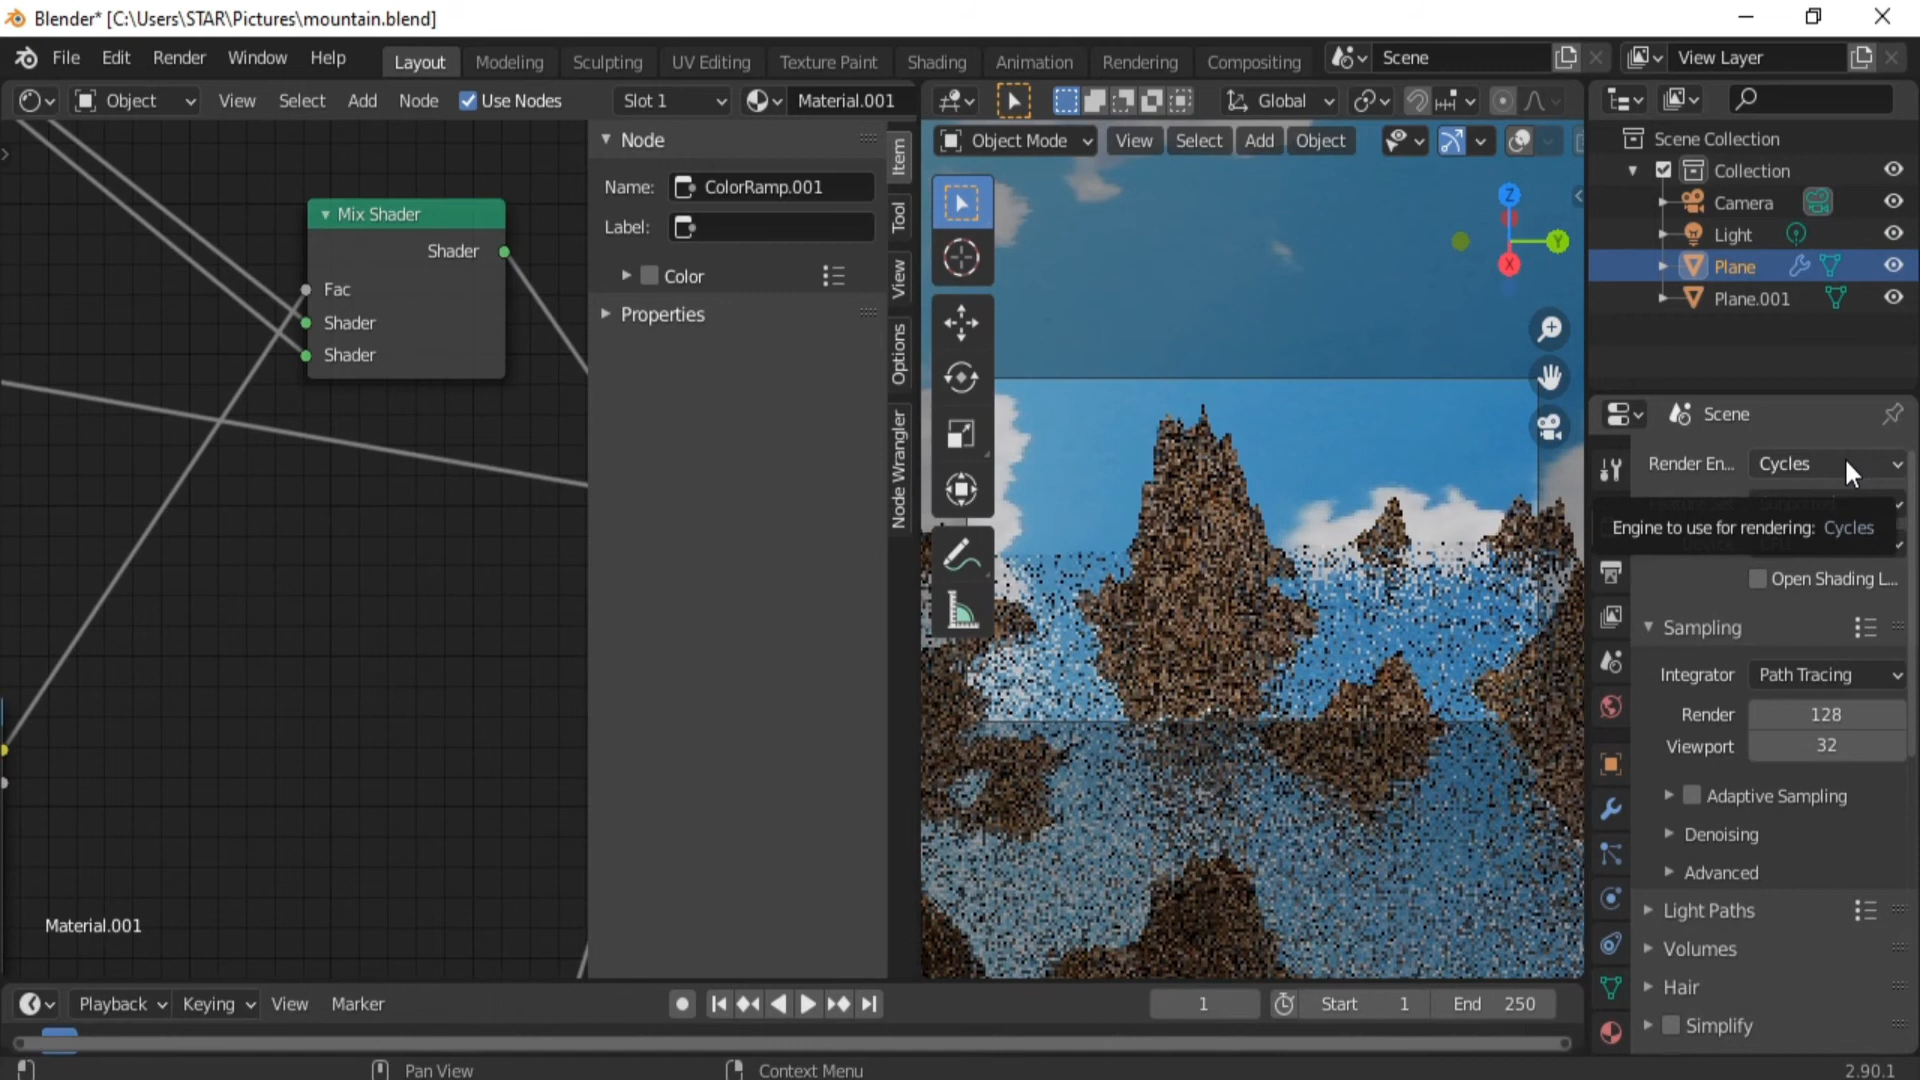 Blender* [C:\Users\STAR\Pictures\mountain.blend]
File Edit Render Window Help Layout Modeling Sculpting UV Editing Texture Paint Shading Animation Rendering Compositing Scene View Layer
Object View Select Add Node Use Nodes Slot 1 Material.001 Global
Node
Name: ColorRamp.001
Label:
Color
Properties
Item
Tool
View
Options
Node Wrangler
Mix Shader
Shader
Fac
Shader
Shader
Material.001
Object Mode View Select Add Object
Z
Y
X
Scene Collection
Collection
Camera
Light
Plane
Plane.001
Scene
Render En... Cycles
Engine to use for rendering: Cycles
Open Shading L...
Sampling
Integrator Path Tracing
Render 128
Viewport 32
Adaptive Sampling
Denoising
Advanced
Light Paths
Volumes
Hair
Simplify
Playback Keying View Marker 1 Start 1 End 250
Pan View Context Menu 2.90.1